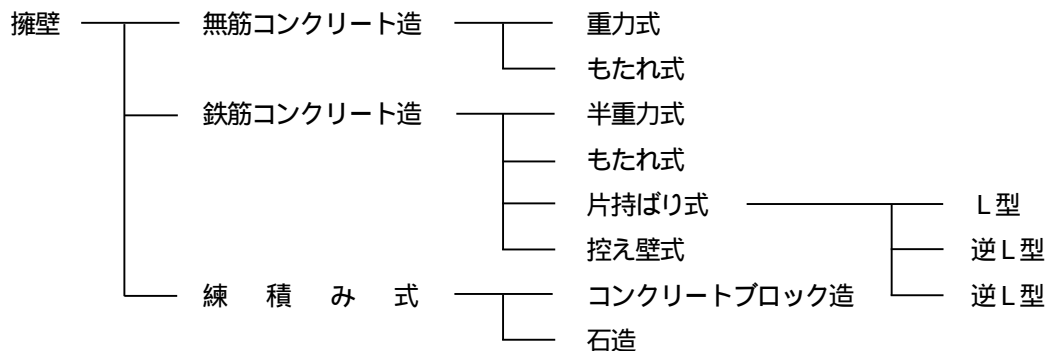 擁壁 無筋コンクリート造 重力式
もたれ式
鉄筋コンクリート造 半重力式
もたれ式
片持ばり式 L型
控え壁式 逆L型
練積み式 コンクリートブロック造 逆L型
石造